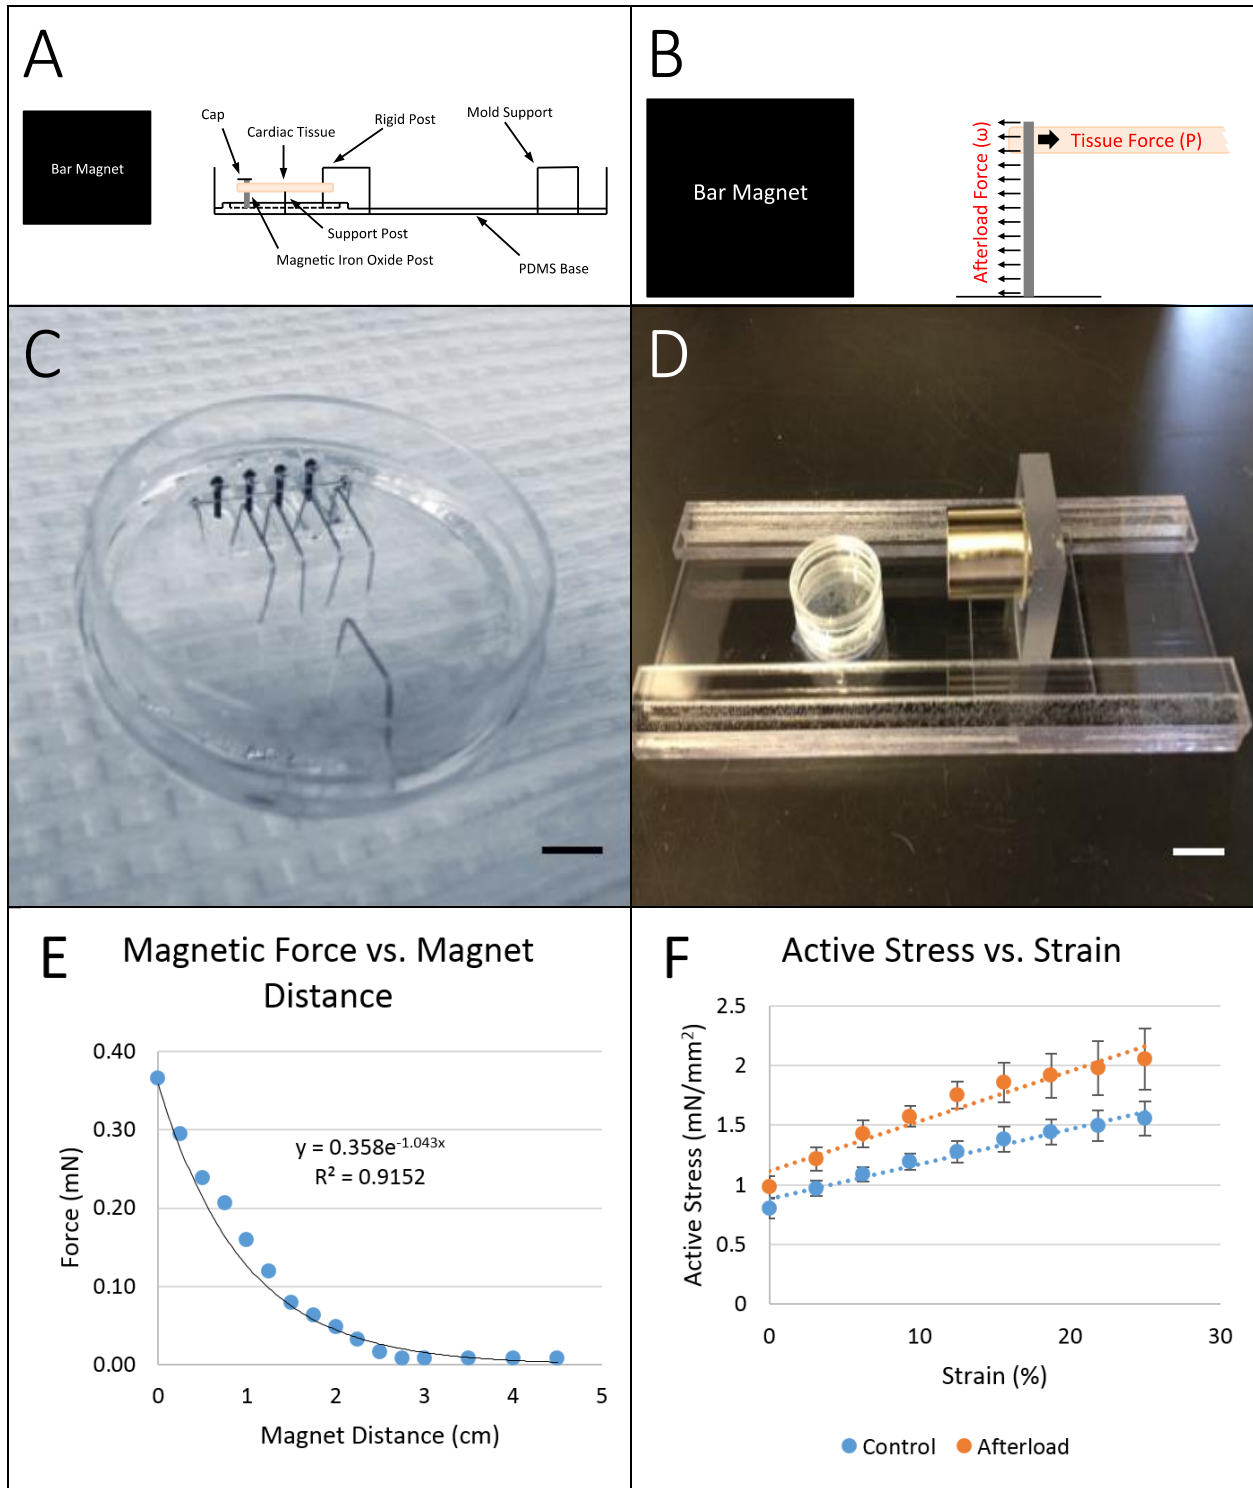 A
Bar Magnet
Cap
Cardiac Tissue
Rigid Post
Mold Support
Support Post
Magnetic Iron Oxide Post
PDMS Base
B
Bar Magnet
Afterload Force (ω)
Tissue Force (P)
C
D
E
Magnetic Force vs. Magnet
Distance
Force (mN)
0.40
0.30
0.20
0.10
0.00
y = 0.358e^-1.043x
R² = 0.9152
0 1 2 3 4 5
Magnet Distance (cm)
F
Active Stress vs. Strain
Active Stress (mN/mm²)
2.5
2
1.5
1
0.5
0
0 10 20 30
Strain (%)
Control Afterload